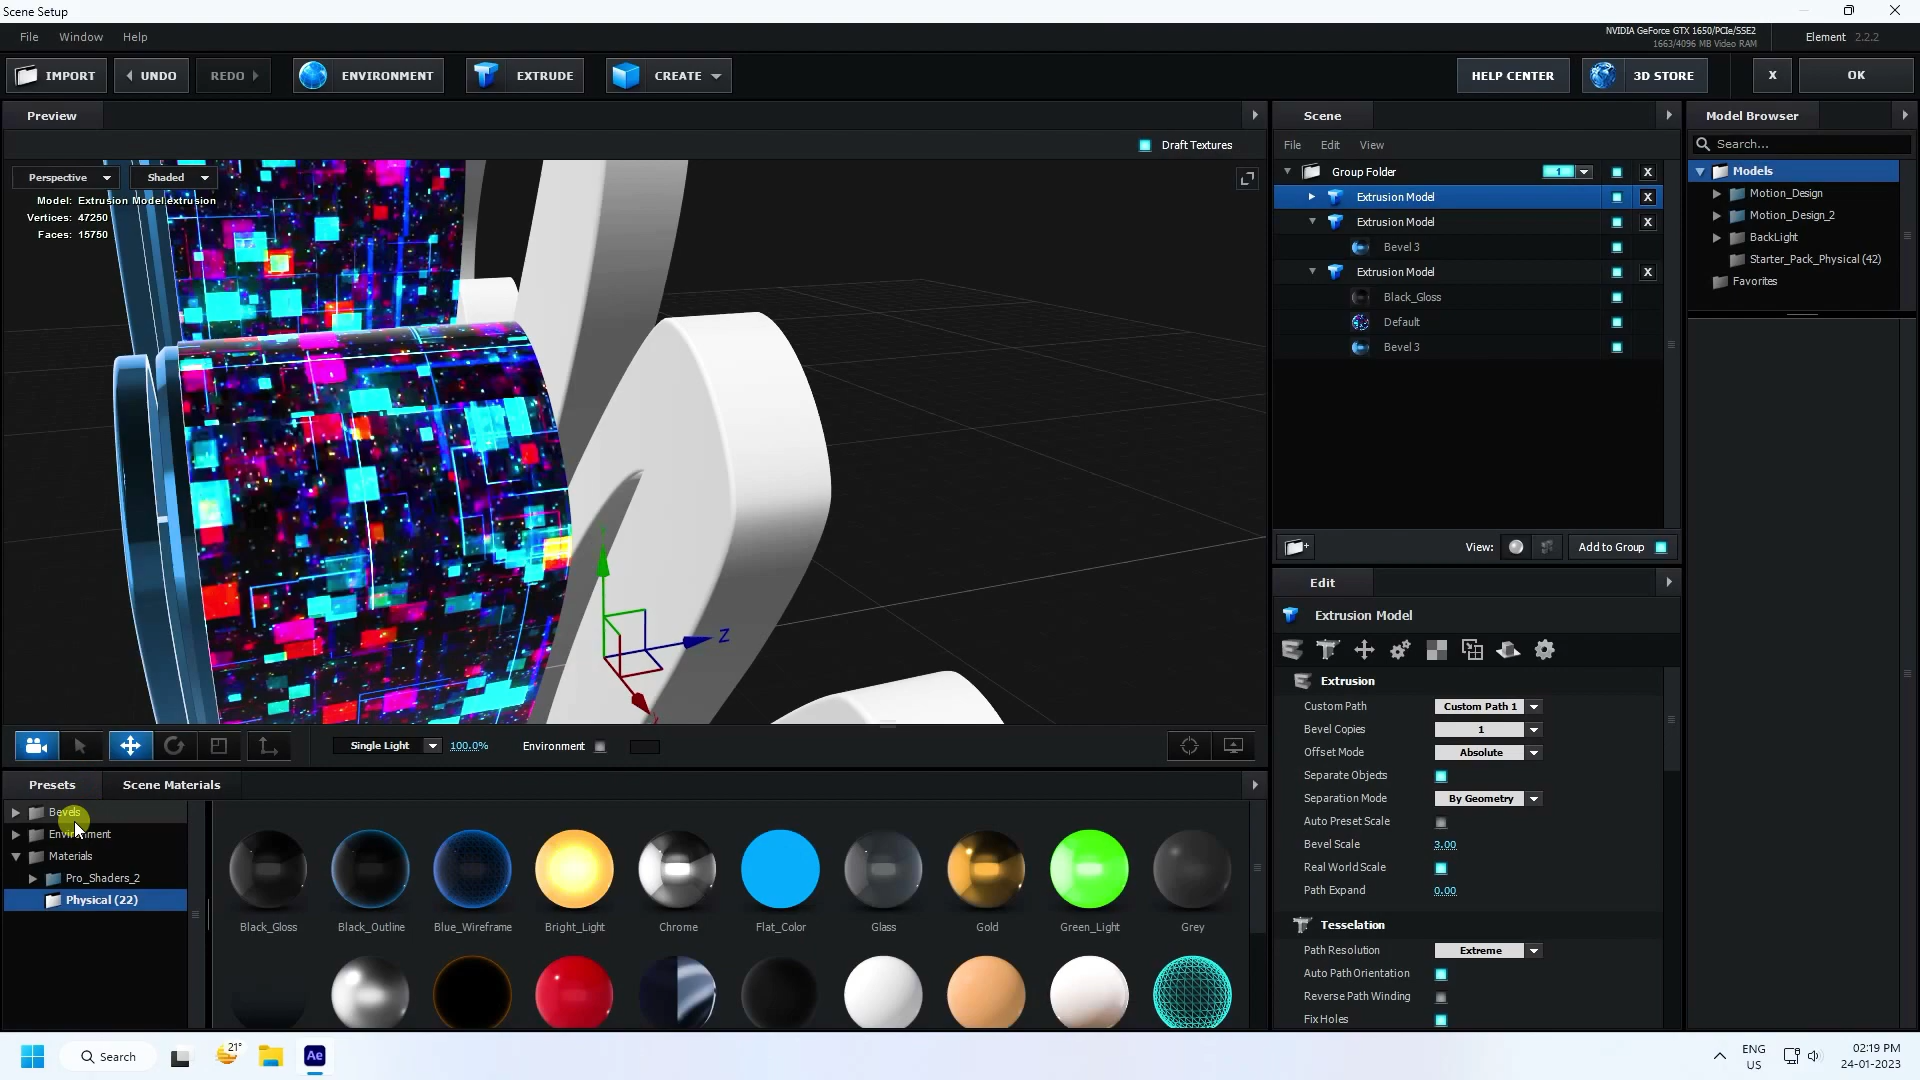 Scene Setup
File Window Help
NVIDIA GeForce GTX 1650/PCIe/SSE2
1663/4096 MB Video RAM
Element 2.2.2
IMPORT UNDO REDO ENVIRONMENT EXTRUDE CREATE HELP CENTER 3D STORE X OK
Preview
Draft Textures
Perspective Shaded
Model: Extrusion Model.extrusion
Vertices: 47250
Faces: 15750
Z
Single Light 100.0% Environment
Presets Scene Materials
Bevels
Environment
Materials
Pro_Shaders_2
Physical (22)
Black_Gloss Black_Outline Blue_Wireframe Bright_Light Chrome Flat_Color Glass Gold Green_Light Grey
Scene
File Edit View
Group Folder 1 X
Extrusion Model X
Extrusion Model X
Bevel 3
Extrusion Model X
Black_Gloss
Default
Bevel 3
View: Add to Group
Edit
Extrusion Model
Extrusion
Custom Path Custom Path 1
Bevel Copies 1
Offset Mode Absolute
Separate Objects
Separation Mode By Geometry
Auto Preset Scale
Bevel Scale 3.00
Real World Scale
Path Expand 0.00
Tesselation
Path Resolution Extreme
Auto Path Orientation
Reverse Path Winding
Fix Holes
Model Browser
Search...
Models
Motion_Design
Motion_Design_2
BackLight
Starter_Pack_Physical (42)
Favorites
Search
21°
Ae
ENG
US
02:19 PM
24-01-2023